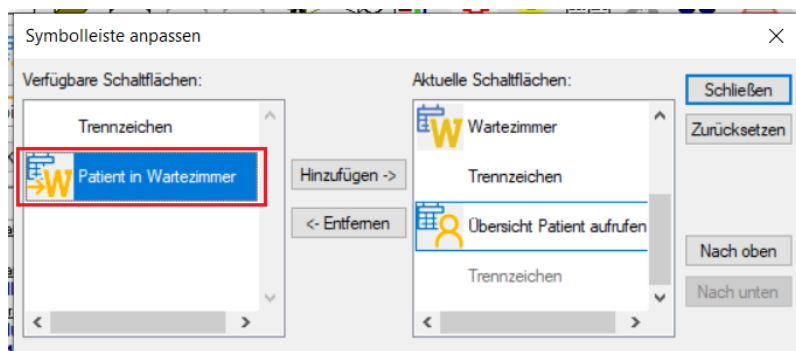 Symbolleiste anpassen
Verfügbare Schaltflächen:
Trennzeichen
Patient in Wartezimmer
Hinzufügen ->
<- Entfernen
Aktuelle Schaltflächen:
W Wartezimmer
Trennzeichen
Übersicht Patient aufrufen
Trennzeichen
Schließen
Zurücksetzen
Nach oben
Nach unten